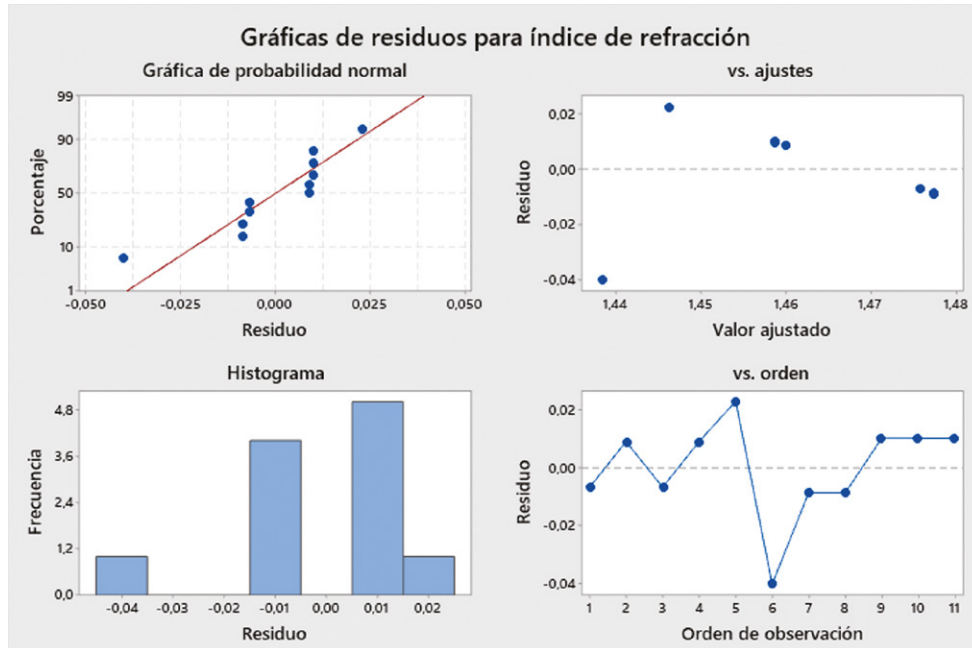 Gráficas de residuos para índice de refracción
Gráfica de probabilidad normal
99
90
50
10
1
Porcentaje
-0,050 -0,025 0,000 0,025 0,050
Residuo
vs. ajustes
0,02
0,00
-0,02
-0,04
Residuo
1,44 1,45 1,46 1,47 1,48
Valor ajustado
Histograma
4,8
3,6
2,4
1,2
0,0
Frecuencia
-0,04 -0,03 -0,02 -0,01 0,00 0,01 0,02
Residuo
vs. orden
0,02
0,00
-0,02
-0,04
Residuo
1 2 3 4 5 6 7 8 9 10 11
Orden de observación